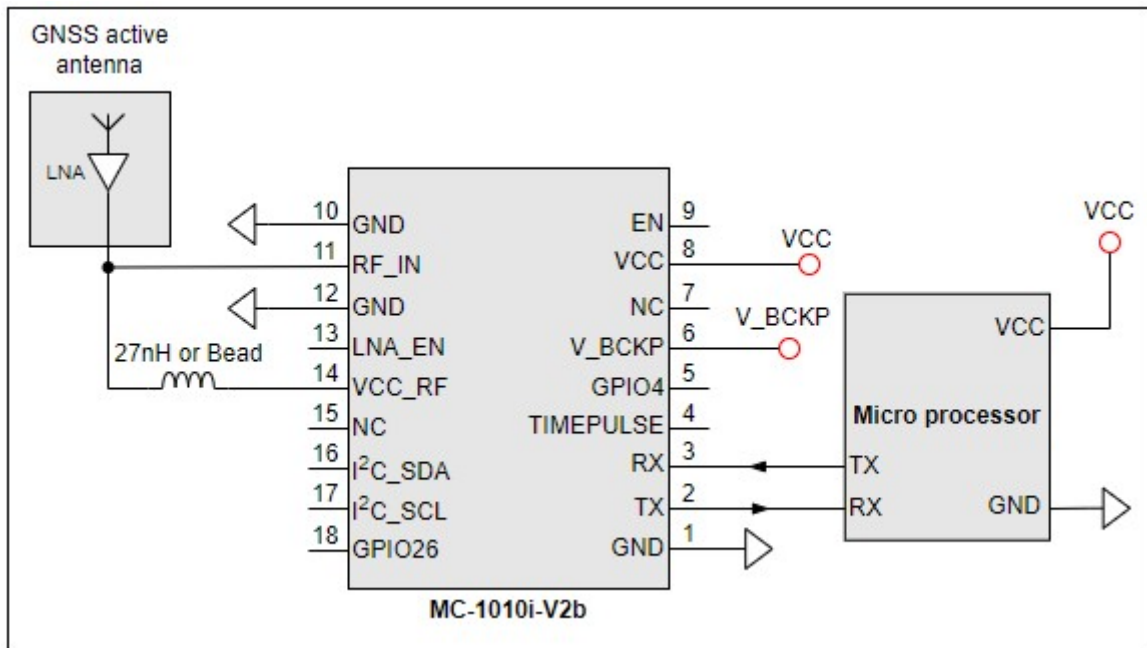 GNSS active
antenna
LNA
27nH or Bead
10 GND
11 RF_IN
12 GND
13 LNA_EN
14 VCC_RF
15 NC
16 I²C_SDA
17 I²C_SCL
18 GPIO26
EN 9
VCC 8
VCC
NC 7
V_BCKP 6
V_BCKP
GPIO4 5
TIMEPULSE 4
RX 3
TX 2
GND 1
MC-1010i-V2b
VCC
VCC
Micro processor
TX
RX
GND